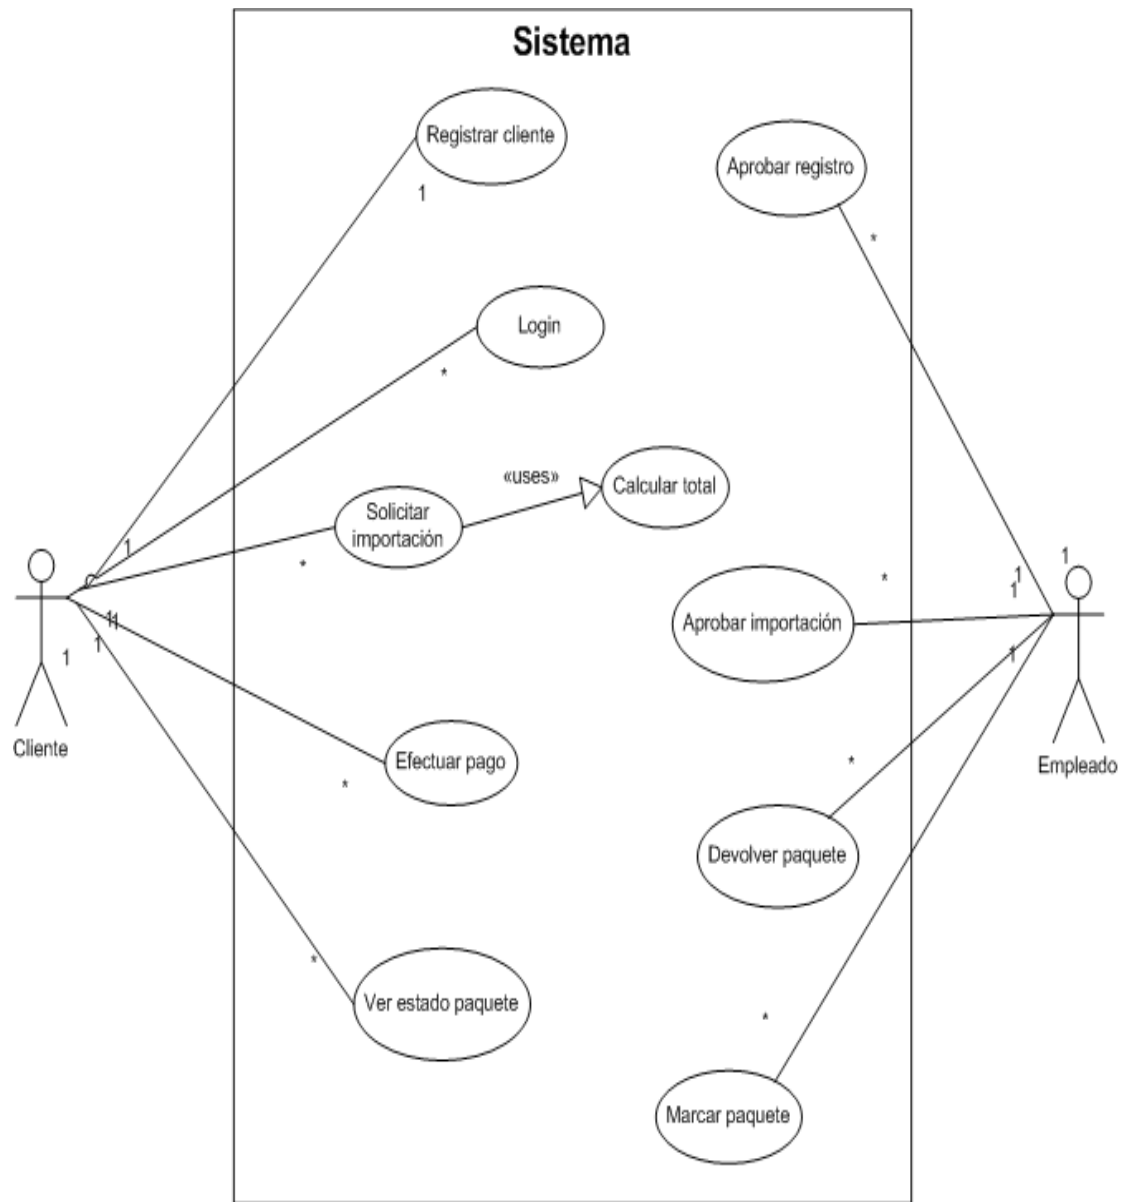 Sistema
Registrar cliente
Aprobar registro
1
*
Login
*
«uses»
Calcular total
Solicitar
importación
1
*
1
*
1
1
Aprobar importación
1
1
1
1
1
1
Cliente
Efectuar pago
*
*
Empleado
Devolver paquete
*
Ver estado paquete
*
Marcar paquete